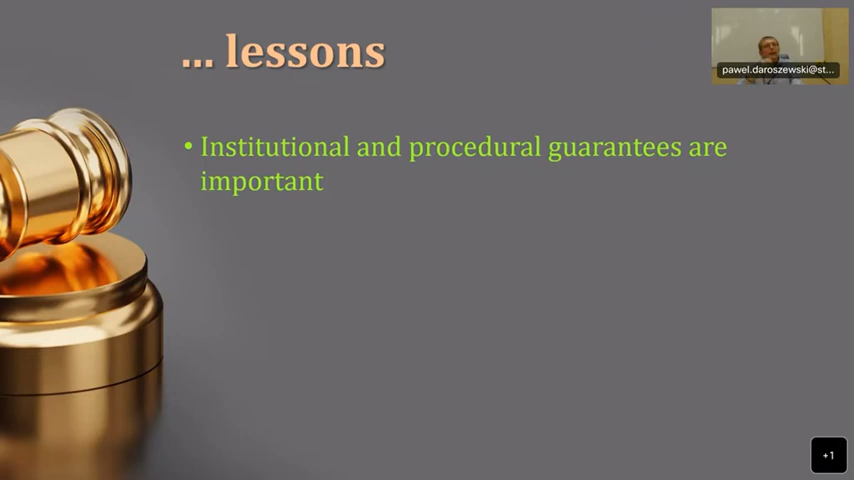 ... lessons
pawel.daroszewski@st...
• Institutional and procedural guarantees are
important
+1